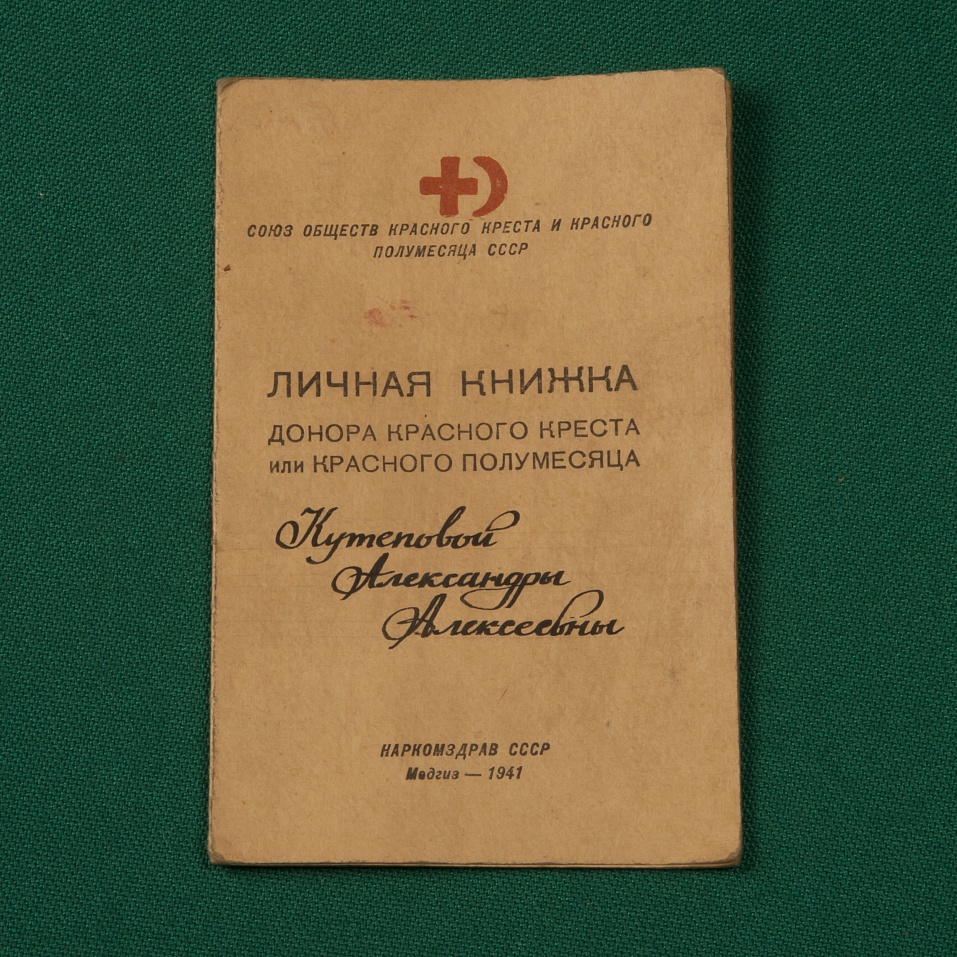 СОЮЗ ОБЩЕСТВ КРАСНОГО КРЕСТА И КРАСНОГО
ПОЛУМЕСЯЦА СССР
ЛИЧНАЯ КНИЖКА
ДОНОРА КРАСНОГО КРЕСТА
или КРАСНОГО ПОЛУМЕСЯЦА
Кутеповой
Александры
Алексеевны
НАРКОМЗДРАВ СССР
Медгиз — 1941